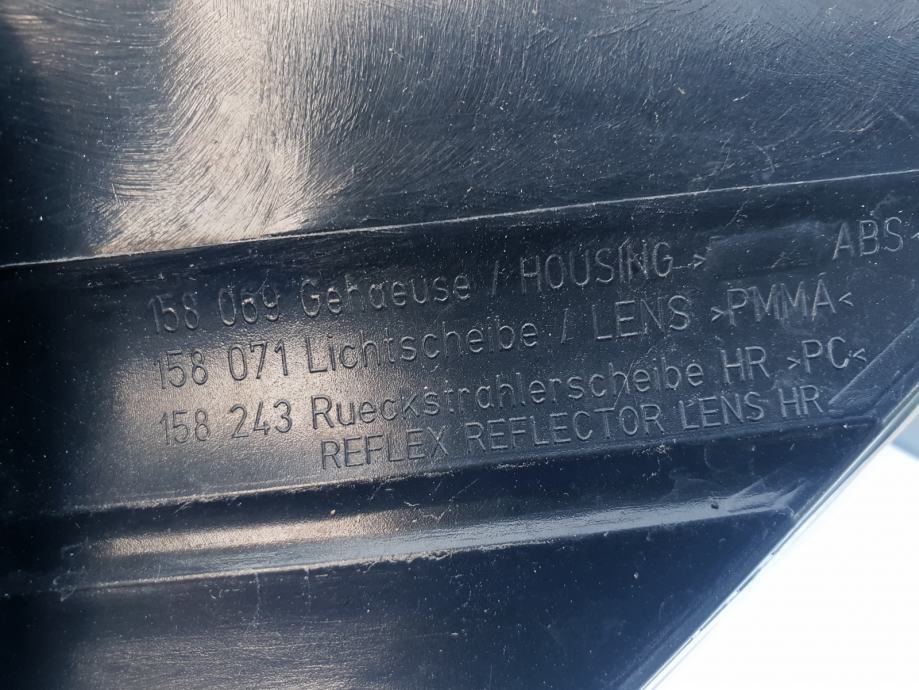 158 069 Gehaeuse / HOUSING > ABS<
158 071 Lichtscheibe / LENS >PMMA<
158 243 Rueckstrahlerscheibe HR >PC<
REFLEX REFLECTOR LENS HR